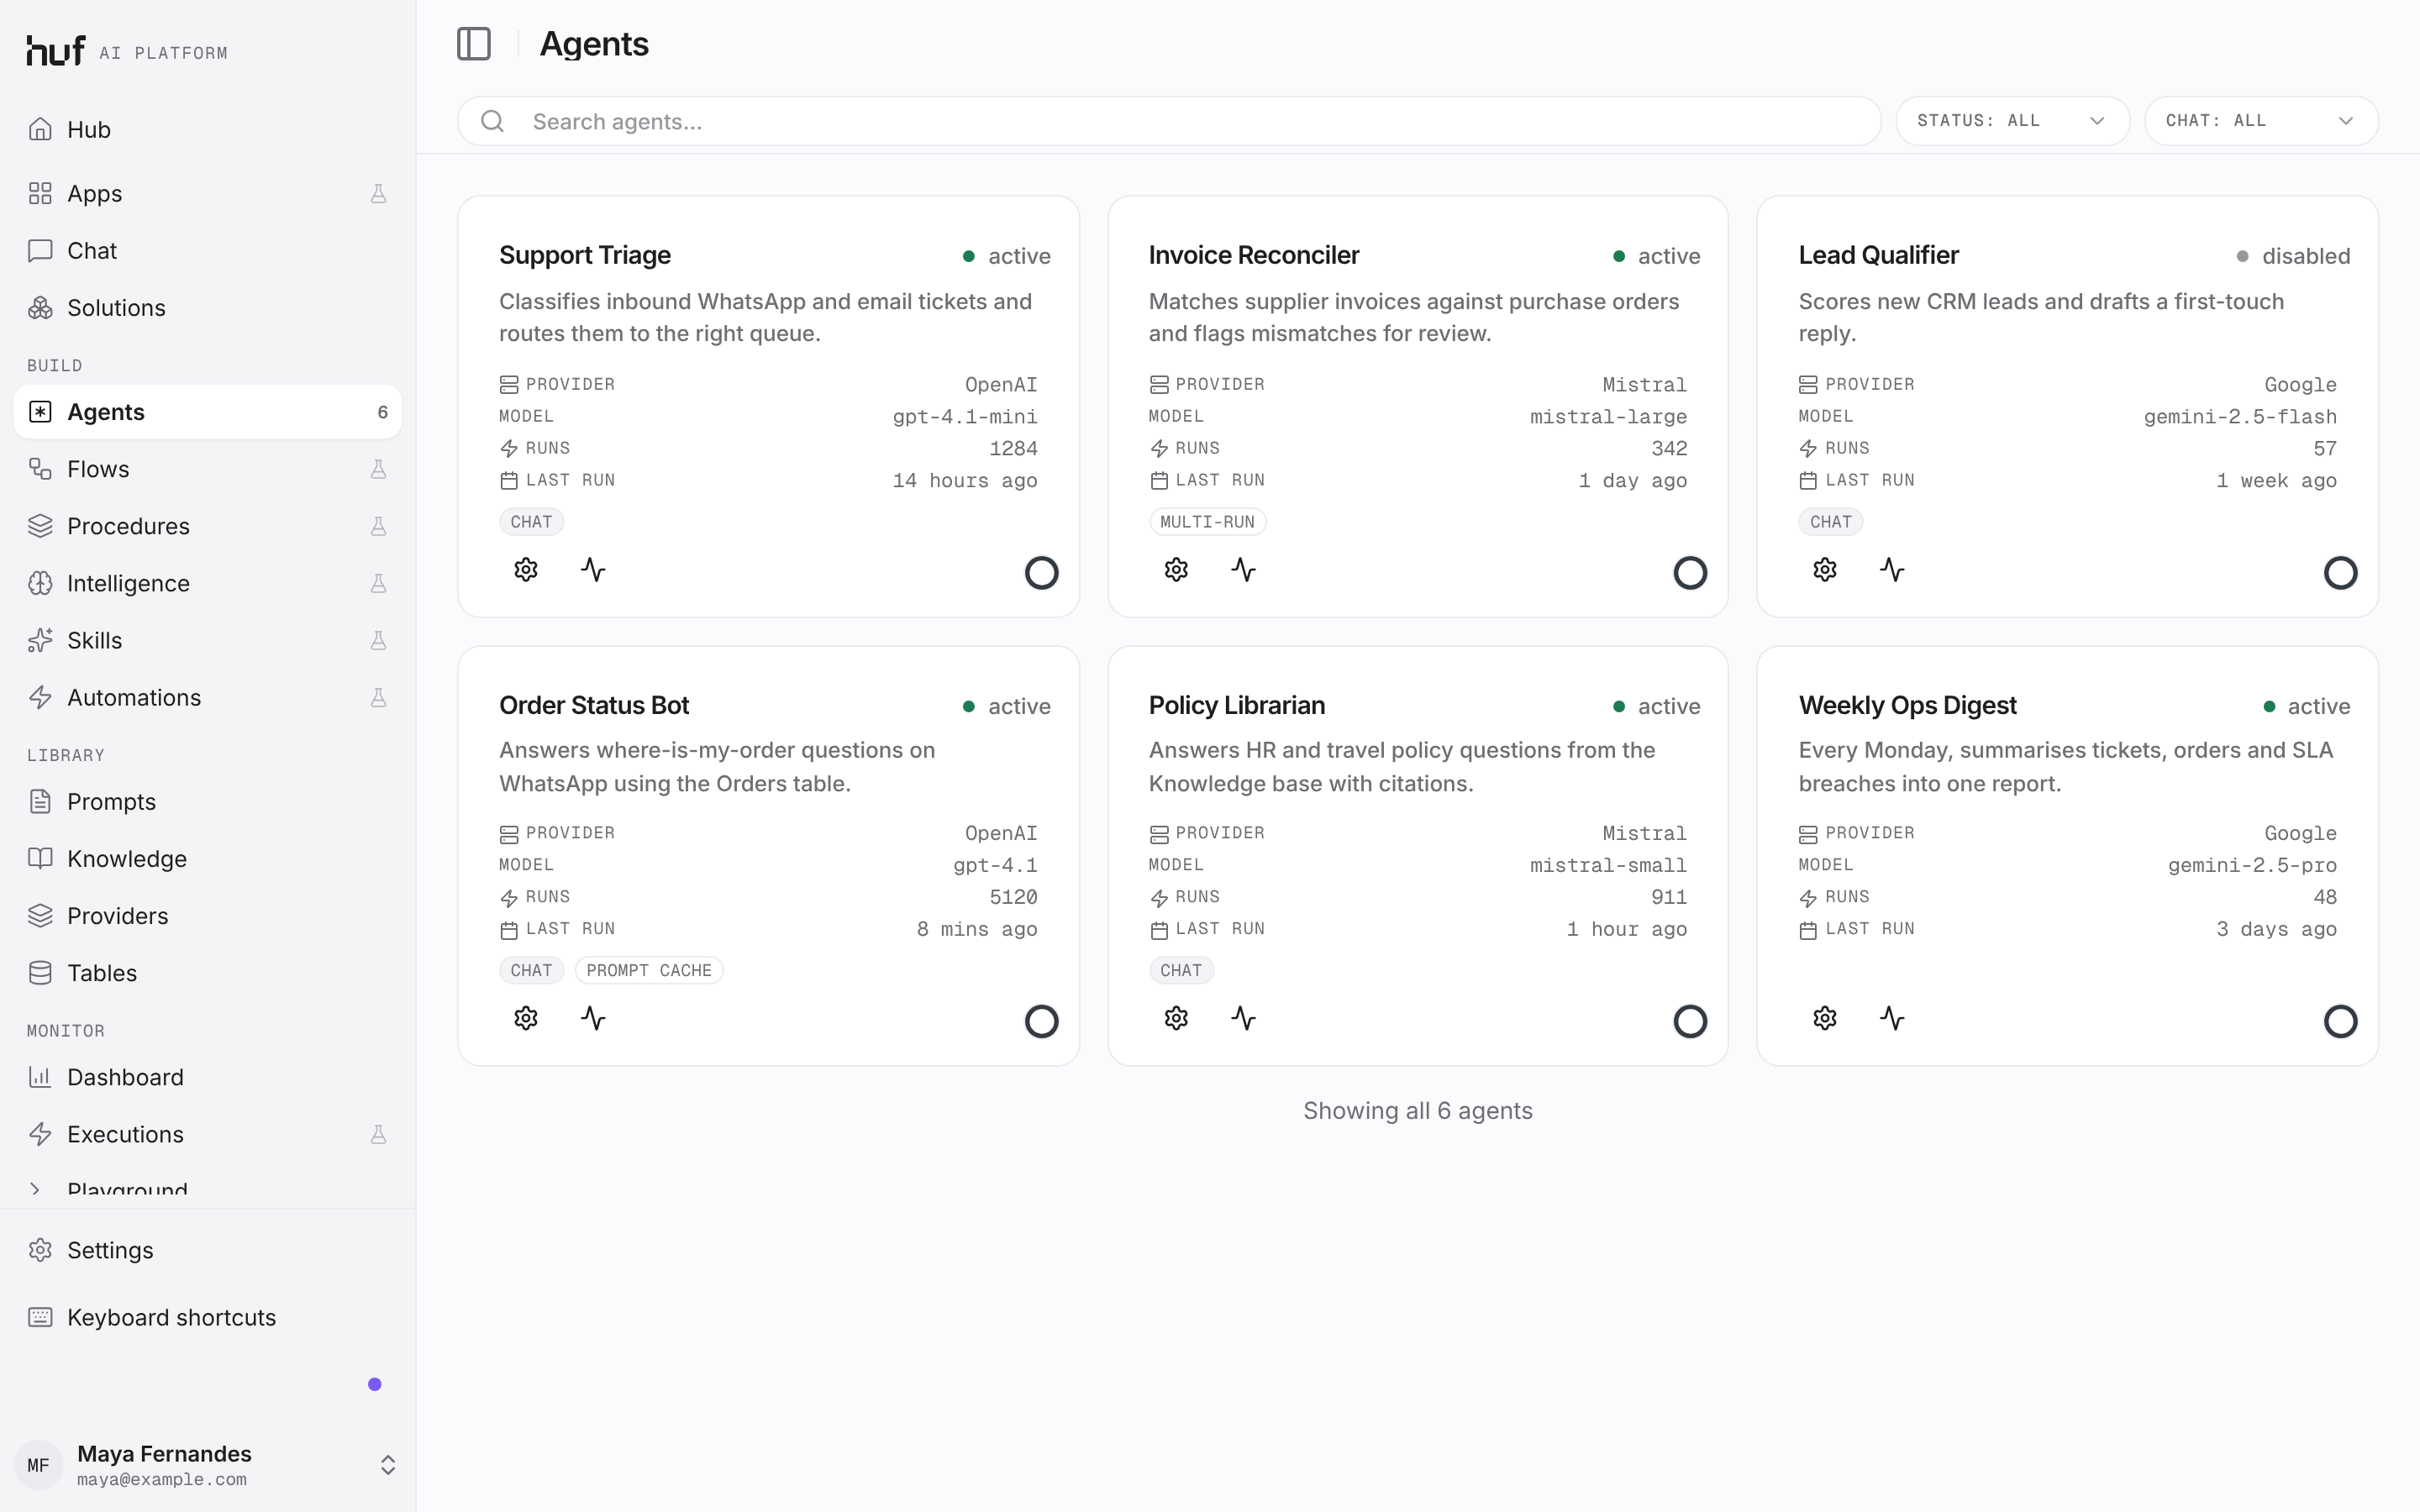 huf AI PLATFORM
Hub
Apps
Chat
Solutions
BUILD
Agents 6
Flows
Procedures
Intelligence
Skills
Automations
LIBRARY
Prompts
Knowledge
Providers
Tables
MONITOR
Dashboard
Executions
Playground
Settings
Keyboard shortcuts
MF
Maya Fernandes
maya@example.com
Agents
Search agents...
STATUS: ALL
CHAT: ALL
Support Triage
active
Classifies inbound WhatsApp and email tickets and
routes them to the right queue.
PROVIDER OpenAI
MODEL gpt-4.1-mini
RUNS 1284
LAST RUN 14 hours ago
CHAT
Invoice Reconciler
active
Matches supplier invoices against purchase orders
and flags mismatches for review.
PROVIDER Mistral
MODEL mistral-large
RUNS 342
LAST RUN 1 day ago
MULTI-RUN
Lead Qualifier
disabled
Scores new CRM leads and drafts a first-touch
reply.
PROVIDER Google
MODEL gemini-2.5-flash
RUNS 57
LAST RUN 1 week ago
CHAT
Order Status Bot
active
Answers where-is-my-order questions on
WhatsApp using the Orders table.
PROVIDER OpenAI
MODEL gpt-4.1
RUNS 5120
LAST RUN 8 mins ago
CHAT PROMPT CACHE
Policy Librarian
active
Answers HR and travel policy questions from the
Knowledge base with citations.
PROVIDER Mistral
MODEL mistral-small
RUNS 911
LAST RUN 1 hour ago
CHAT
Weekly Ops Digest
active
Every Monday, summarises tickets, orders and SLA
breaches into one report.
PROVIDER Google
MODEL gemini-2.5-pro
RUNS 48
LAST RUN 3 days ago
Showing all 6 agents